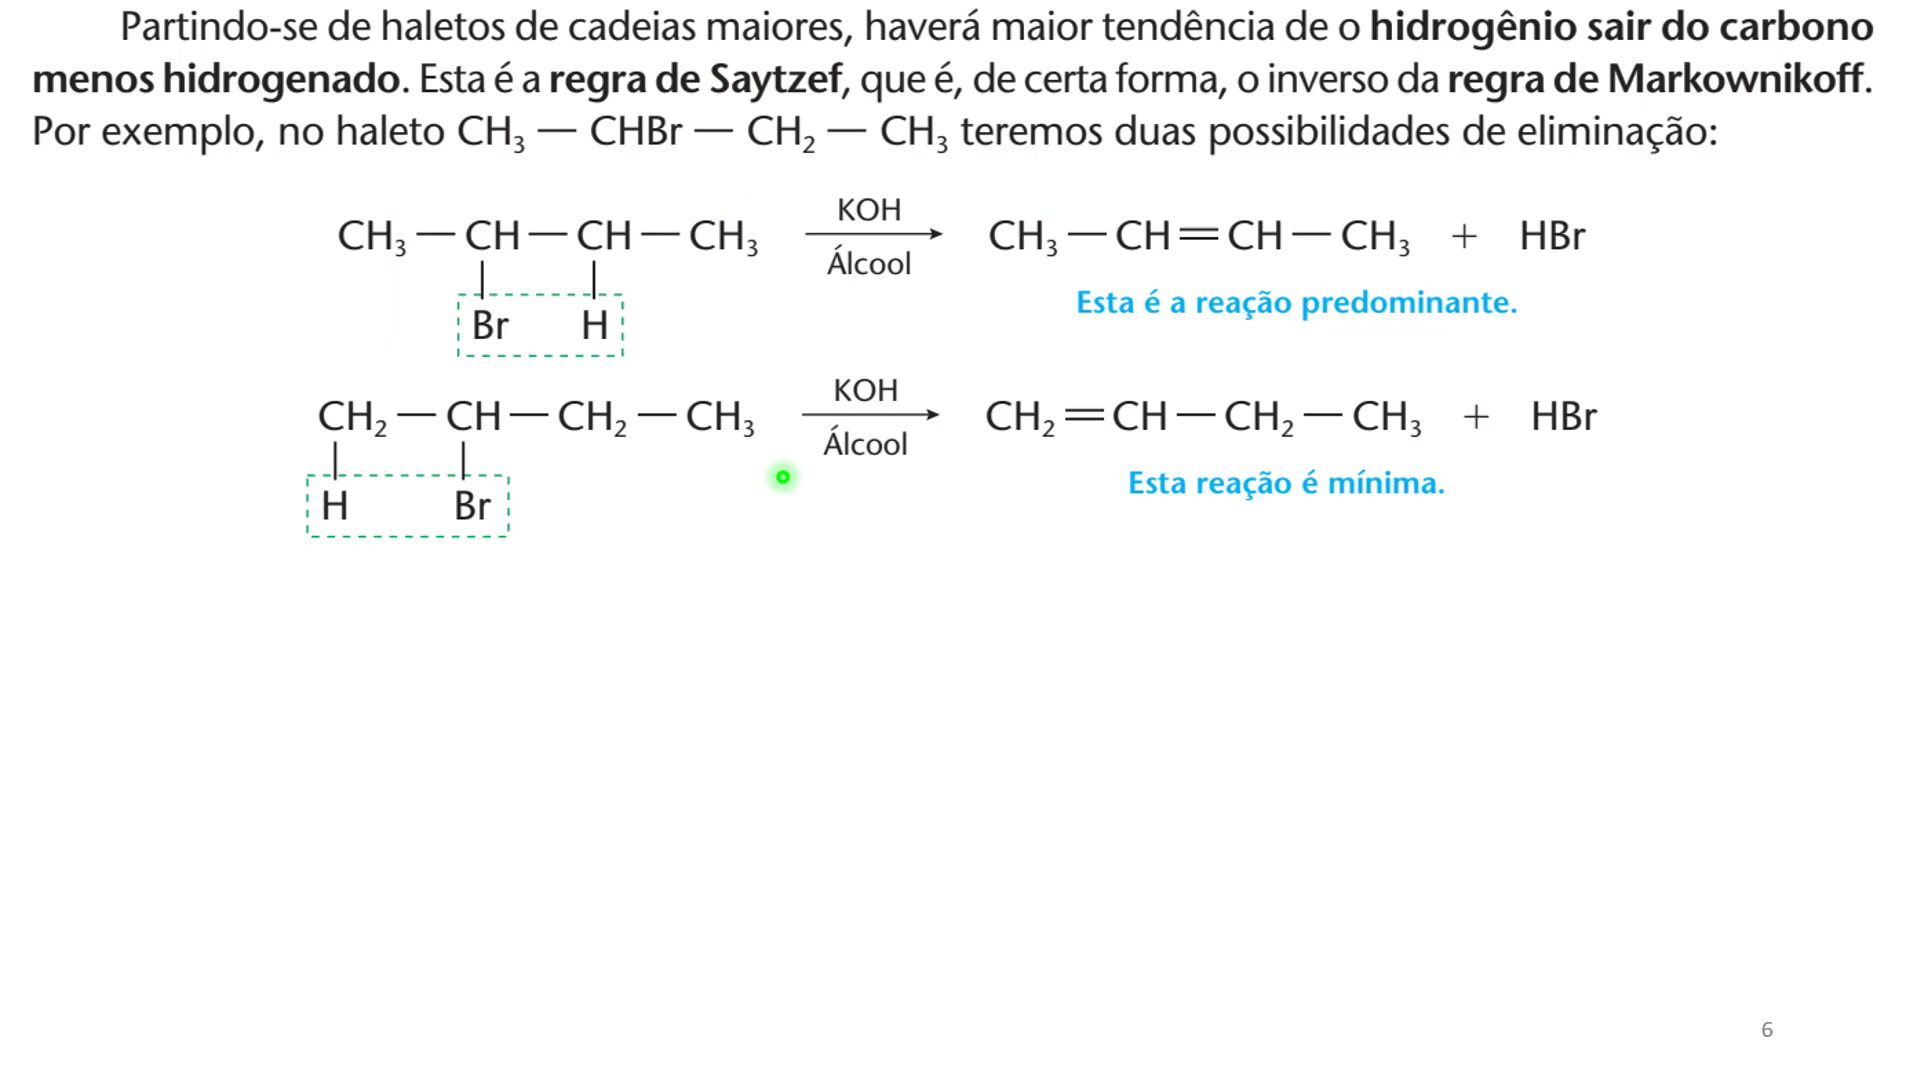 Partindo-se de haletos de cadeias maiores, haverá maior tendência de o hidrogênio sair do carbono
menos hidrogenado. Esta é a regra de Saytzef, que é, de certa forma, o inverso da regra de Markownikoff.
Por exemplo, no haleto CH₃ — CHBr — CH₂ — CH₃ teremos duas possibilidades de eliminação:
KOH
CH₃ — CH — CH — CH₃ CH₃ — CH = CH — CH₃ + HBr
Álcool
Esta é a reação predominante.
Br H
KOH
CH₂ — CH — CH₂ — CH₃ CH₂ = CH — CH₂ — CH₃ + HBr
Álcool
Esta reação é mínima.
H Br
6